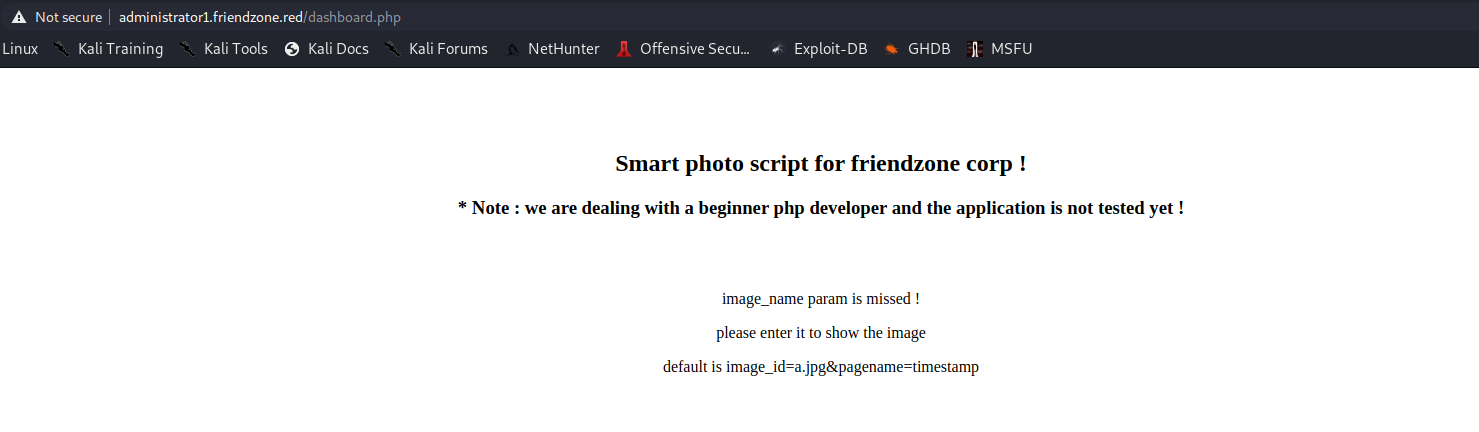 Not secure | administrator1.friendzone.red/dashboard.php
Linux Kali Training Kali Tools Kali Docs Kali Forums NetHunter Offensive Secu... Exploit-DB GHDB MSFU
Smart photo script for friendzone corp !
* Note : we are dealing with a beginner php developer and the application is not tested yet !
image_name param is missed !
please enter it to show the image
default is image_id=a.jpg&pagename=timestamp